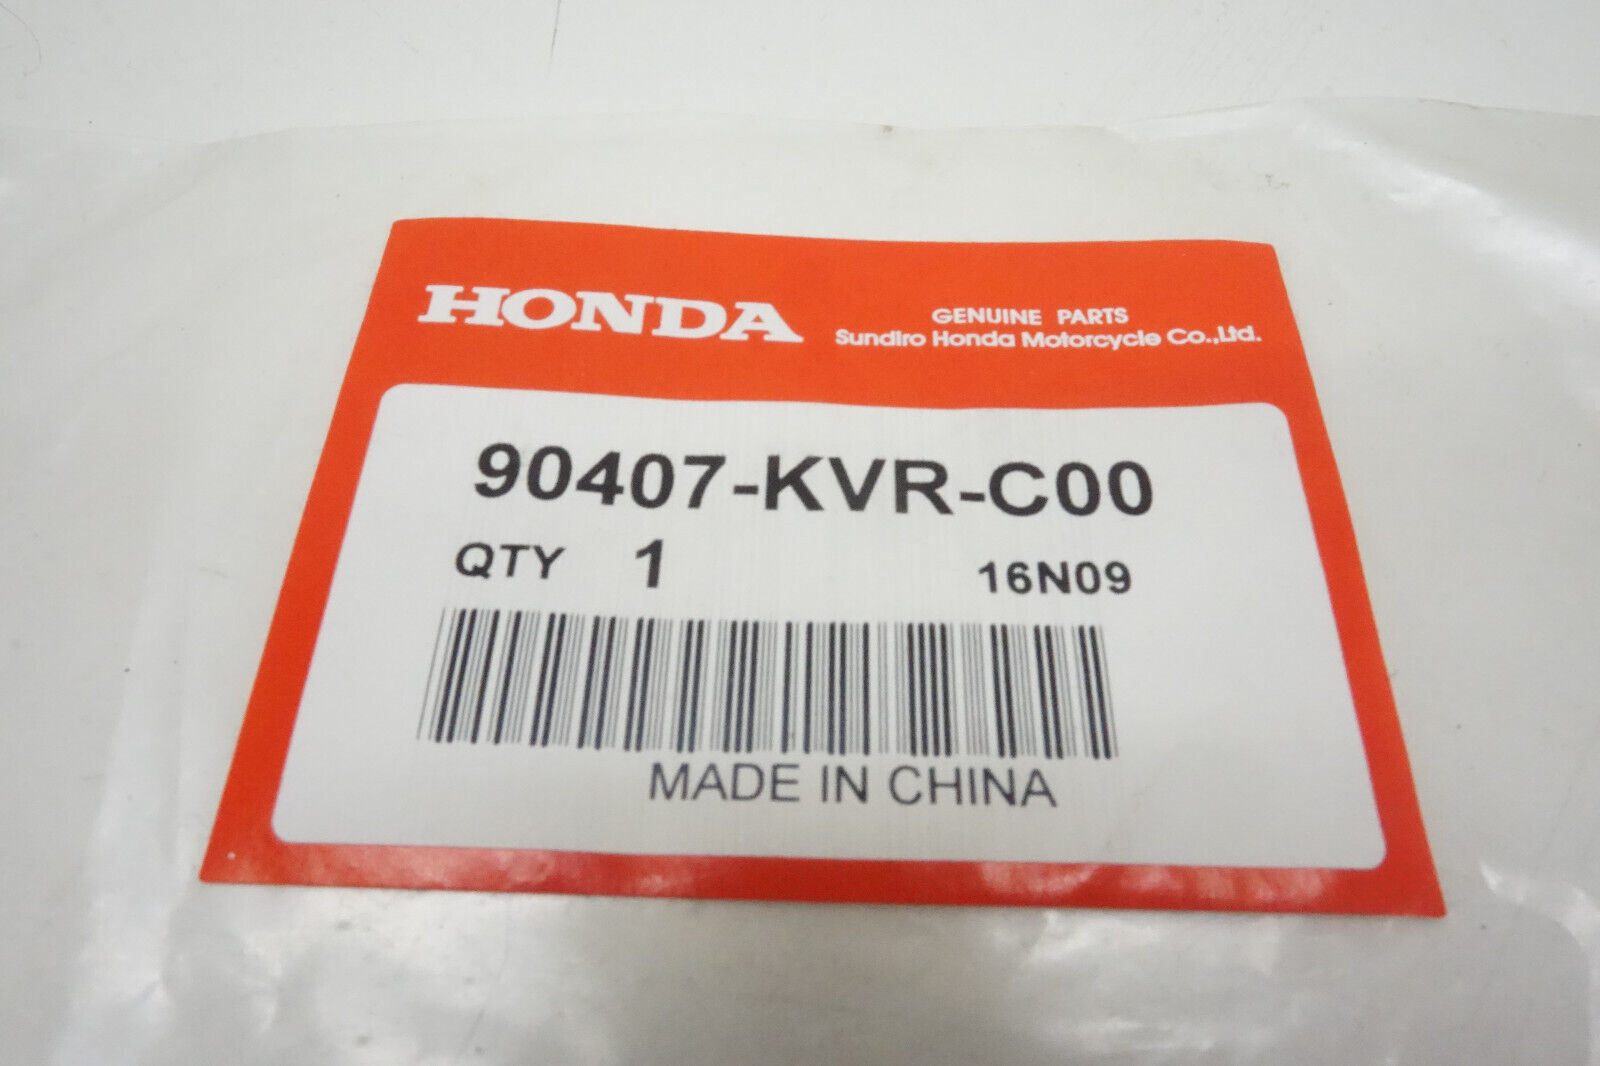 HONDA
GENUINE PARTS
Sundiro Honda Motorcycle Co.,Ltd.
90407-KVR-C00
QTY 1 16N09
MADE IN CHINA